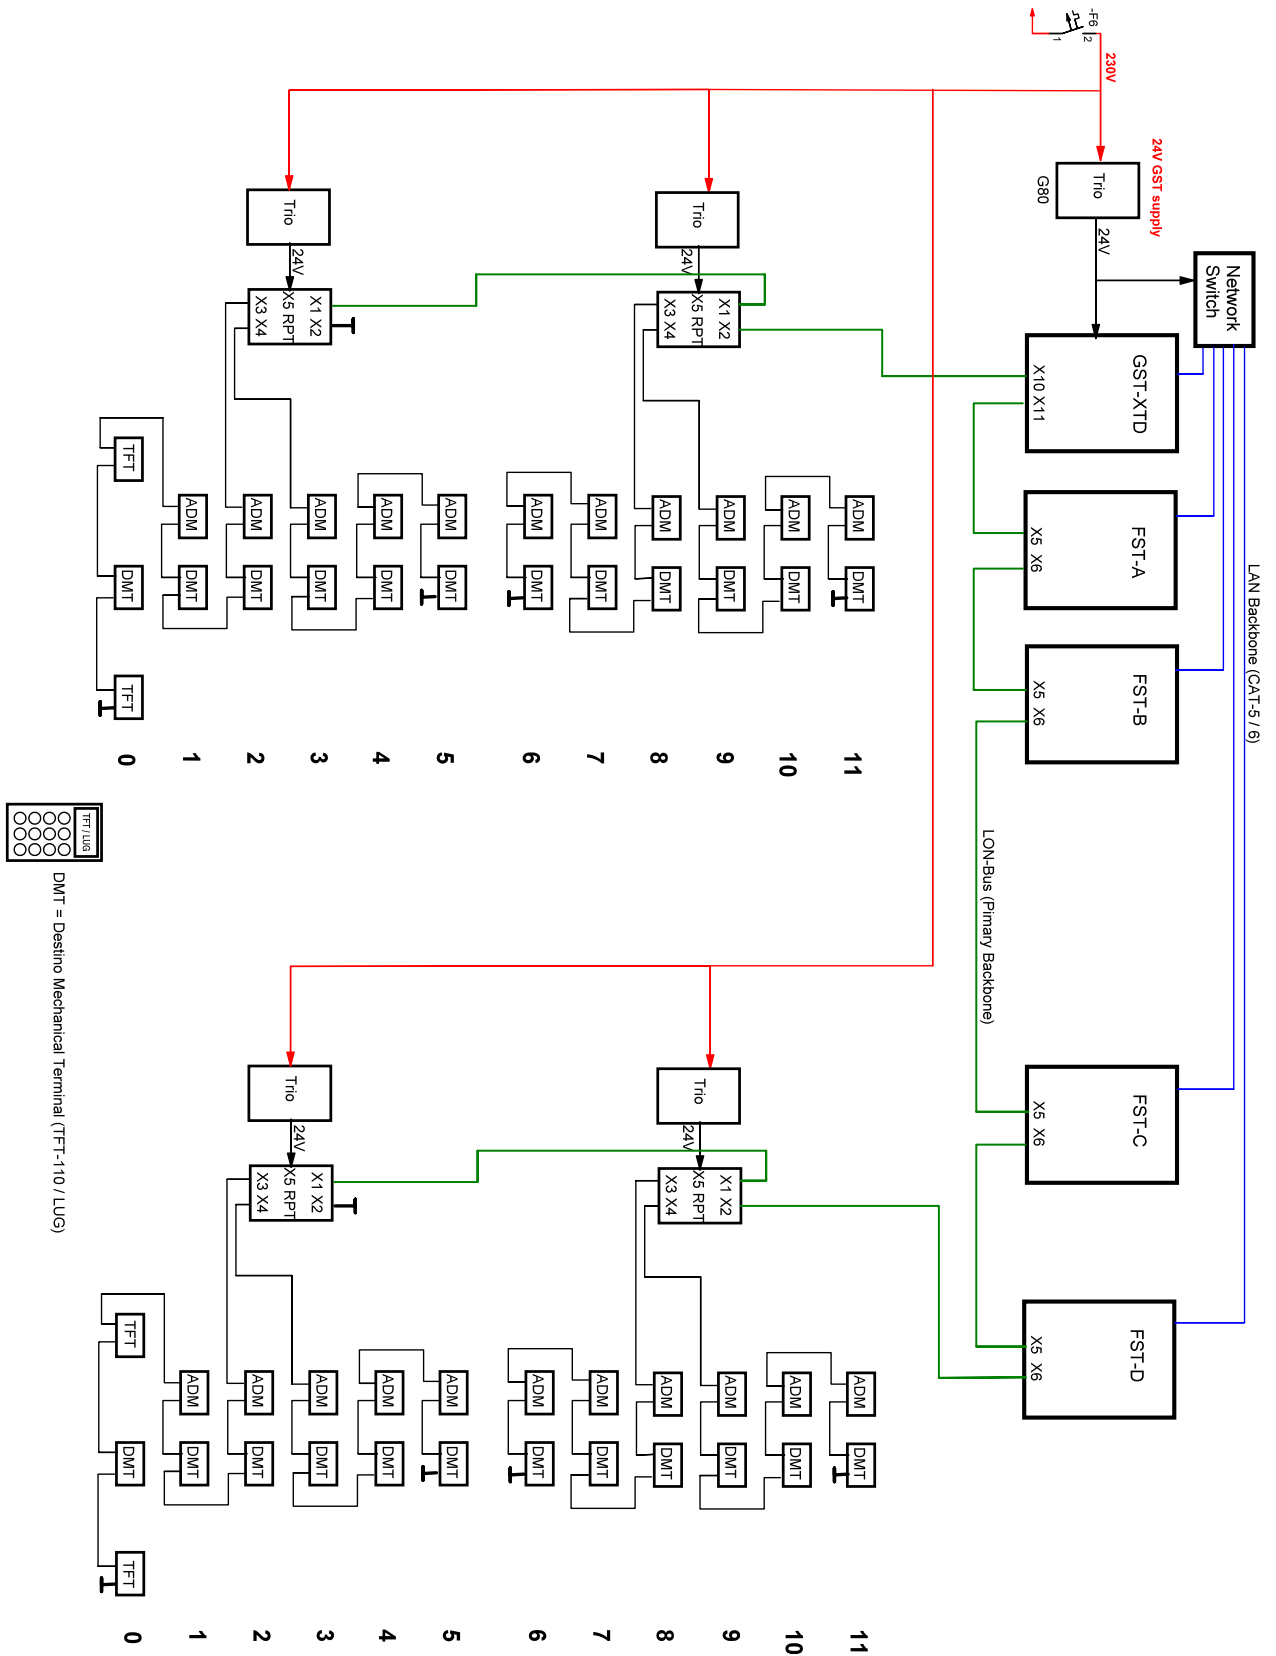 LAN Backbone (CAT-5 / 6)
Network
Switch
24V GST supply
230V
-F6
2
1
Trio
G80
24V
GST-XTD
X10 X11
FST-A
X5 X6
FST-B
X5 X6
FST-C
X5 X6
FST-D
X5 X6
LON-Bus (Pimary Backbone)
Trio
24V
X1 X2
X5 RPT
X3 X4
ADM DMT 11
ADM DMT 10
ADM DMT 9
ADM DMT 8
ADM DMT 7
ADM DMT 6
Trio
24V
X1 X2
X5 RPT
X3 X4
ADM DMT 5
ADM DMT 4
ADM DMT 3
ADM DMT 2
ADM DMT 1
TFT DMT TFT 0
Trio
24V
X1 X2
X5 RPT
X3 X4
ADM DMT 11
ADM DMT 10
ADM DMT 9
ADM DMT 8
ADM DMT 7
ADM DMT 6
Trio
24V
X1 X2
X5 RPT
X3 X4
ADM DMT 5
ADM DMT 4
ADM DMT 3
ADM DMT 2
ADM DMT 1
TFT DMT TFT 0
TFT / LUG
DMT = Destino Mechanical Terminal (TFT-110 / LUG)